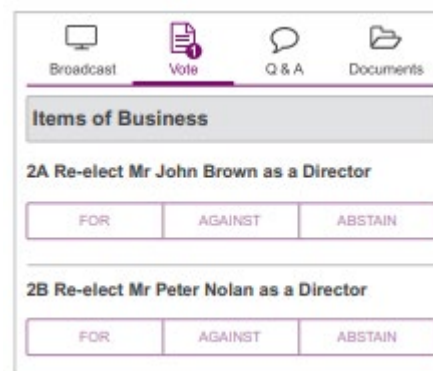 1
Broadcast Vote Q & A Documents
Items of Business
2A Re-elect Mr John Brown as a Director
FOR AGAINST ABSTAIN
2B Re-elect Mr Peter Nolan as a Director
FOR AGAINST ABSTAIN